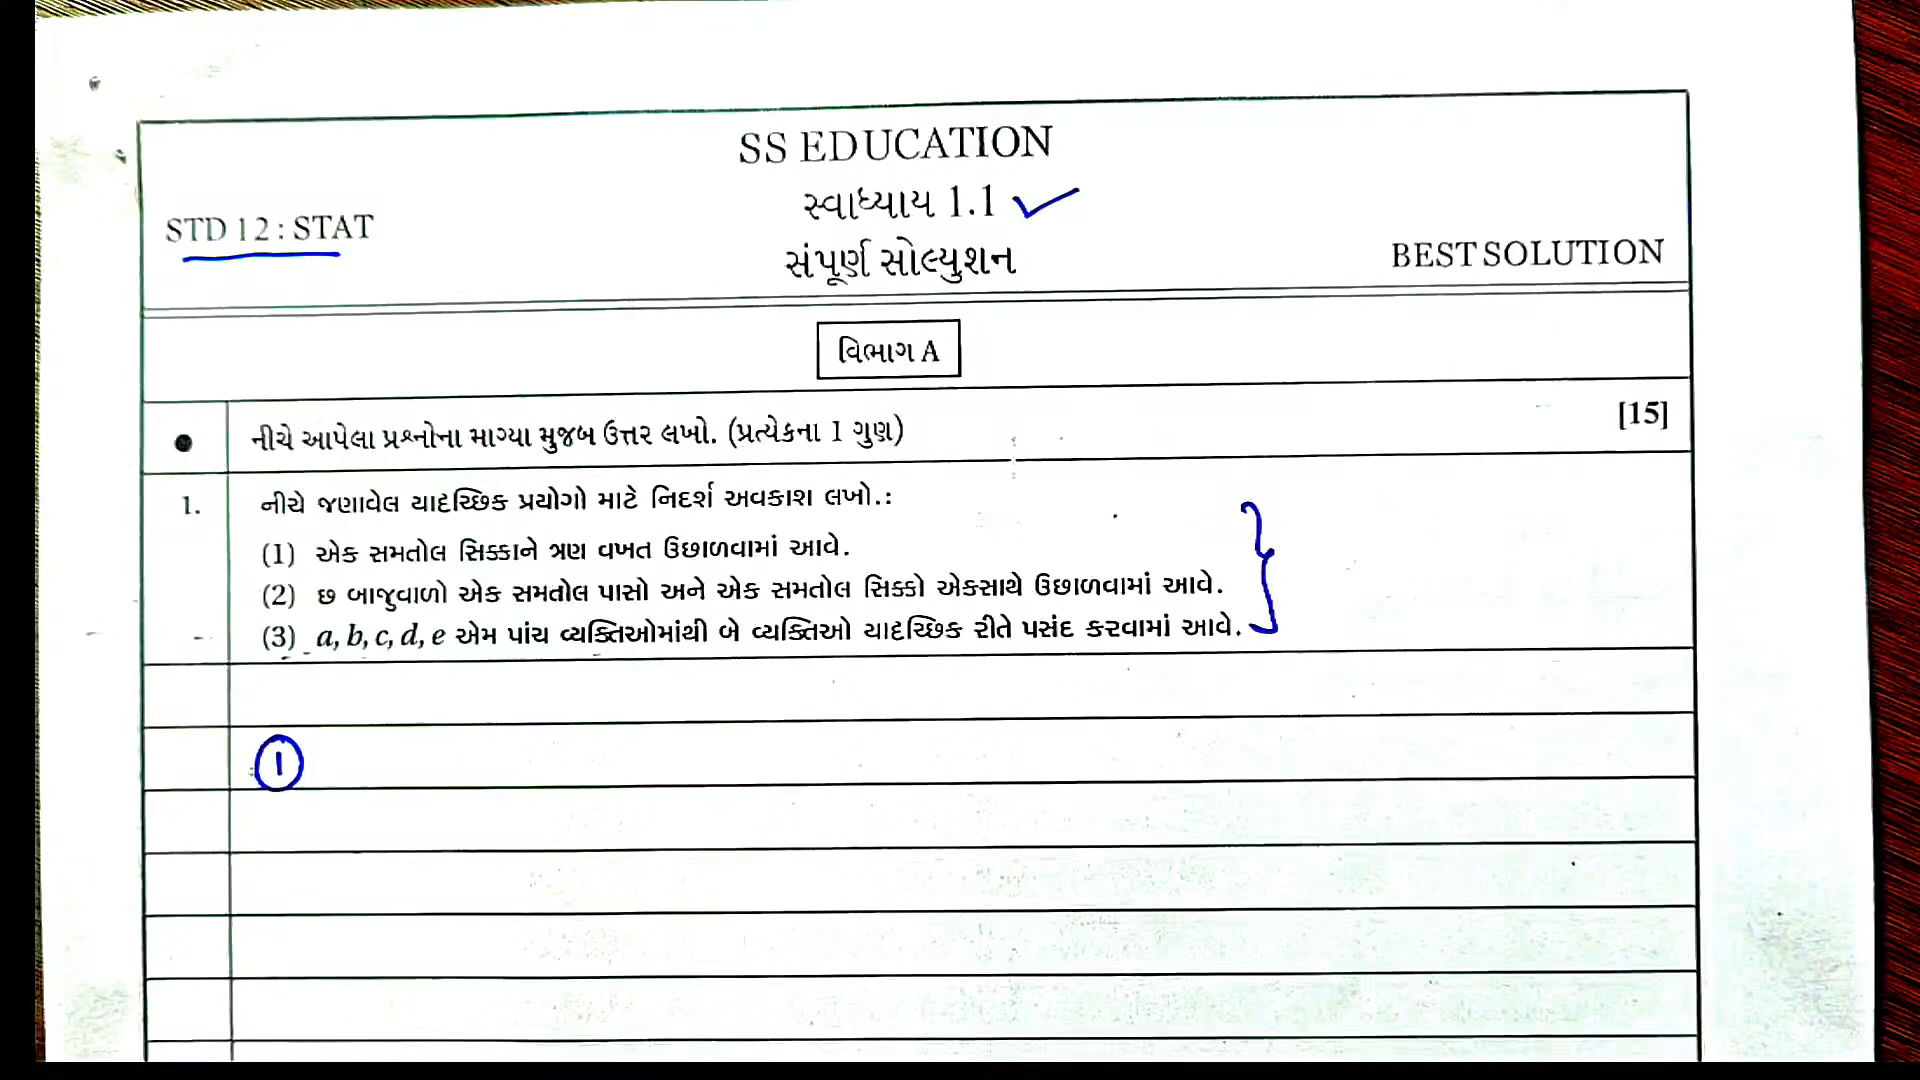 SS EDUCATION
સ્વાધ્યાય 1.1
STD 12 : STAT
સંપૂર્ણ સોલ્યુશન
BEST SOLUTION
વિભાગ A
[15]
નીચે આપેલા પ્રશ્નોના માગ્યા મુજબ ઉત્તર લખો. (પ્રત્યેકના 1 ગુણ)
1. નીચે જણાવેલ યાદચ્છિક પ્રયોગો માટે નિદર્શ અવકાશ લખો.:
(1) એક સમતોલ સિક્કાને ત્રણ વખત ઉછાળવામાં આવે.
(2) છ બાજુવાળો એક સમતોલ પાસો અને એક સમતોલ સિક્કો એકસાથે ઉછાળવામાં આવે.
(3) a, b, c, d, e એમ પાંચ વ્યક્તિઓમાંથી બે વ્યક્તિઓ યાદચ્છિક રીતે પસંદ કરવામાં આવે.
1